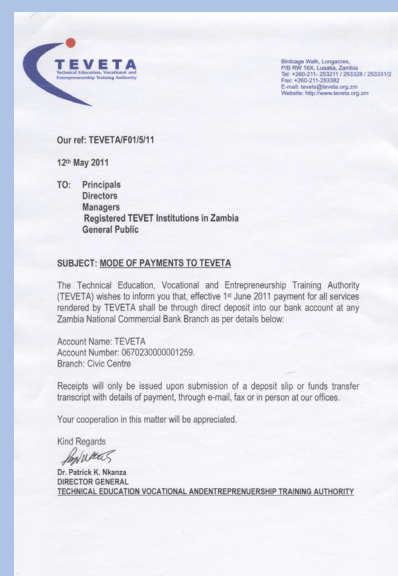 TEVETA
Technical Education, Vocational and
Entrepreneurship Training Authority
Birdcage Walk, Longacres,
P/B RW 16X, Lusaka, Zambia
Tel: +260-211- 253211 / 253328 / 253331/2
Fax: +260-211-253382
E-mail: teveta@teveta.org.zm
Website: http://www.teveta.org.zm
Our ref: TEVETA/F01/5/11
12th May 2011
TO: Principals
Directors
Managers
Registered TEVET Institutions in Zambia
General Public
SUBJECT: MODE OF PAYMENTS TO TEVETA
The Technical Education, Vocational and Entrepreneurship Training Authority
(TEVETA) wishes to inform you that, effective 1st June 2011 payment for all services
rendered by TEVETA shall be through direct deposit into our bank account at any
Zambia National Commercial Bank Branch as per details below:
Account Name: TEVETA
Account Number: 0670230000001259.
Branch: Civic Centre
Receipts will only be issued upon submission of a deposit slip or funds transfer
transcript with details of payment, through e-mail, fax or in person at our offices.
Your cooperation in this matter will be appreciated.
Kind Regards
Dr. Patrick K. Nkanza
DIRECTOR GENERAL
TECHNICAL EDUCATION VOCATIONAL ANDENTREPRENUERSHIP TRAINING AUTHORITY